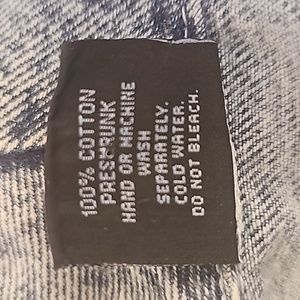 100% COTTON
PRESHRUNK
HAND OR MACHINE
WASH
SEPARATELY.
COLD WATER.
DO NOT BLEACH.